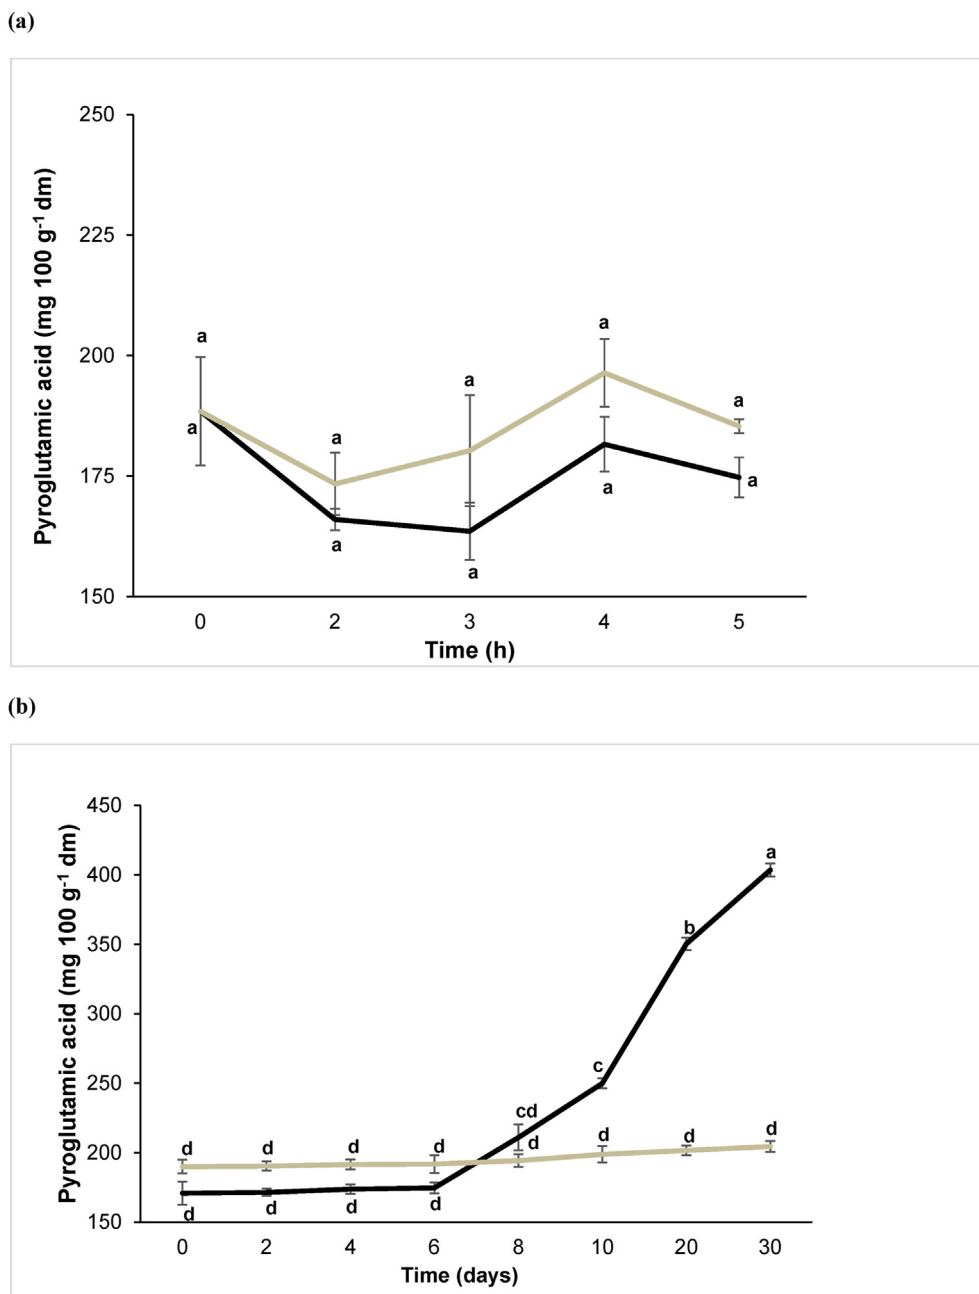 (a)
Pyroglutamic acid (mg 100 g⁻¹ dm)
250
225
200
175
150
a
a
a
a
a
a
a
a
a
a
0 2 3 4 5
Time (h)
(b)
Pyroglutamic acid (mg 100 g⁻¹ dm)
450
400
350
300
250
200
150
a
b
c
cd
d d d d d d d d
d d d d
0 2 4 6 8 10 20 30
Time (days)